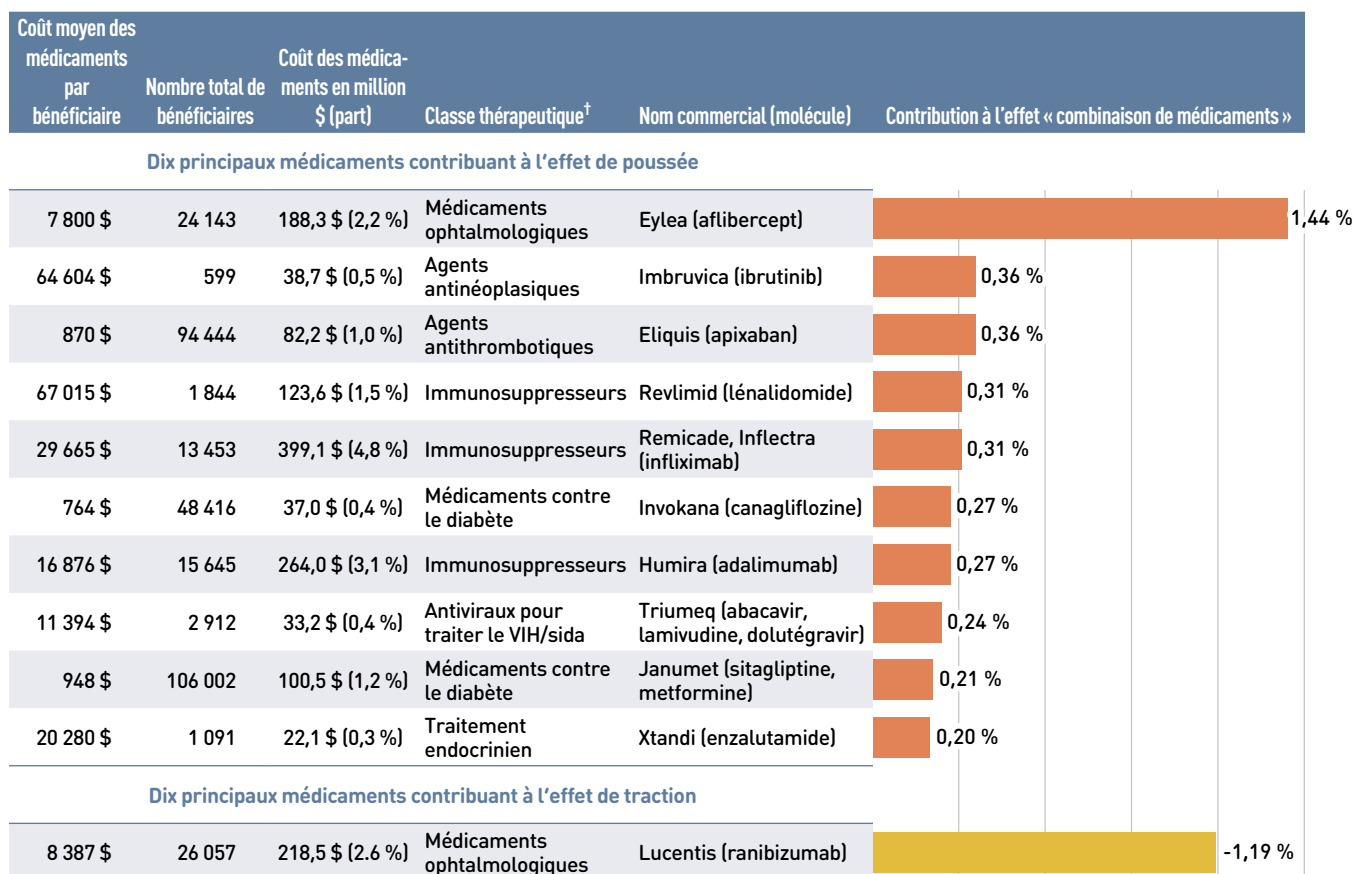 Coût moyen des
médicaments
par
bénéficiaire
Nombre total de
bénéficiaires
Coût des médica-
ments en million
$ (part)
Classe thérapeutique†
Nom commercial (molécule)
Contribution à l'effet « combinaison de médicaments »
Dix principaux médicaments contribuant à l'effet de poussée
7 800 $ 24 143 188,3 $ (2,2 %) Médicaments
ophtalmologiques
Eylea (aflibercept) 1,44 %
64 604 $ 599 38,7 $ (0,5 %) Agents
antinéoplasiques
Imbruvica (ibrutinib) 0,36 %
870 $ 94 444 82,2 $ (1,0 %) Agents
antithrombotiques
Eliquis (apixaban) 0,36 %
67 015 $ 1 844 123,6 $ (1,5 %) Immunosuppresseurs Revlimid (lénalidomide) 0,31 %
29 665 $ 13 453 399,1 $ (4,8 %) Immunosuppresseurs Remicade, Inflectra
(infliximab)
0,31 %
764 $ 48 416 37,0 $ (0,4 %) Médicaments contre
le diabète
Invokana (canagliflozine) 0,27 %
16 876 $ 15 645 264,0 $ (3,1 %) Immunosuppresseurs Humira (adalimumab) 0,27 %
11 394 $ 2 912 33,2 $ (0,4 %) Antiviraux pour
traiter le VIH/sida
Triumeq (abacavir,
lamivudine, dolutégravir)
0,24 %
948 $ 106 002 100,5 $ (1,2 %) Médicaments contre
le diabète
Janumet (sitagliptine,
metformine)
0,21 %
20 280 $ 1 091 22,1 $ (0,3 %) Traitement
endocrinien
Xtandi (enzalutamide) 0,20 %
Dix principaux médicaments contribuant à l'effet de traction
8 387 $ 26 057 218,5 $ (2.6 %) Médicaments
ophtalmologiques
Lucentis (ranibizumab) -1,19 %